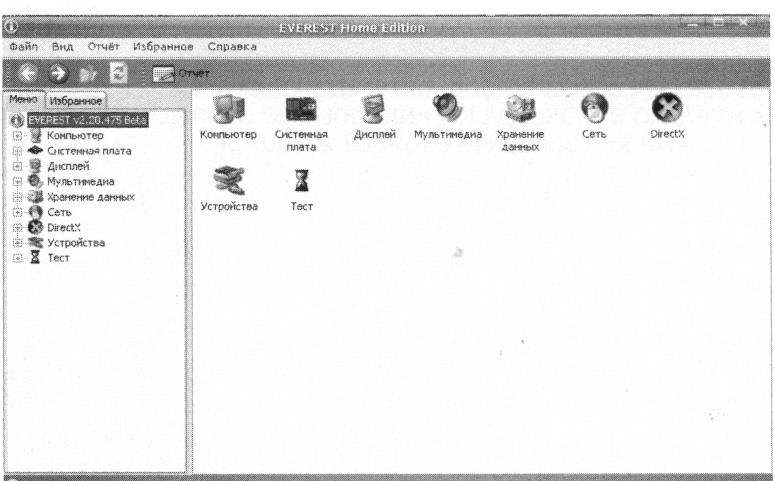 EVEREST Home Edition
Файл Вид Отчёт Избранное Справка
Отчет
Меню Избранное
EVEREST v2.20.475 Beta
Компьютер
Системная плата
Дисплей
Мультимедиа
Хранение данных
Сеть
DirectX
Устройства
Тест
Компьютер Системная плата Дисплей Мультимедиа Хранение данных Сеть DirectX
Устройства Тест